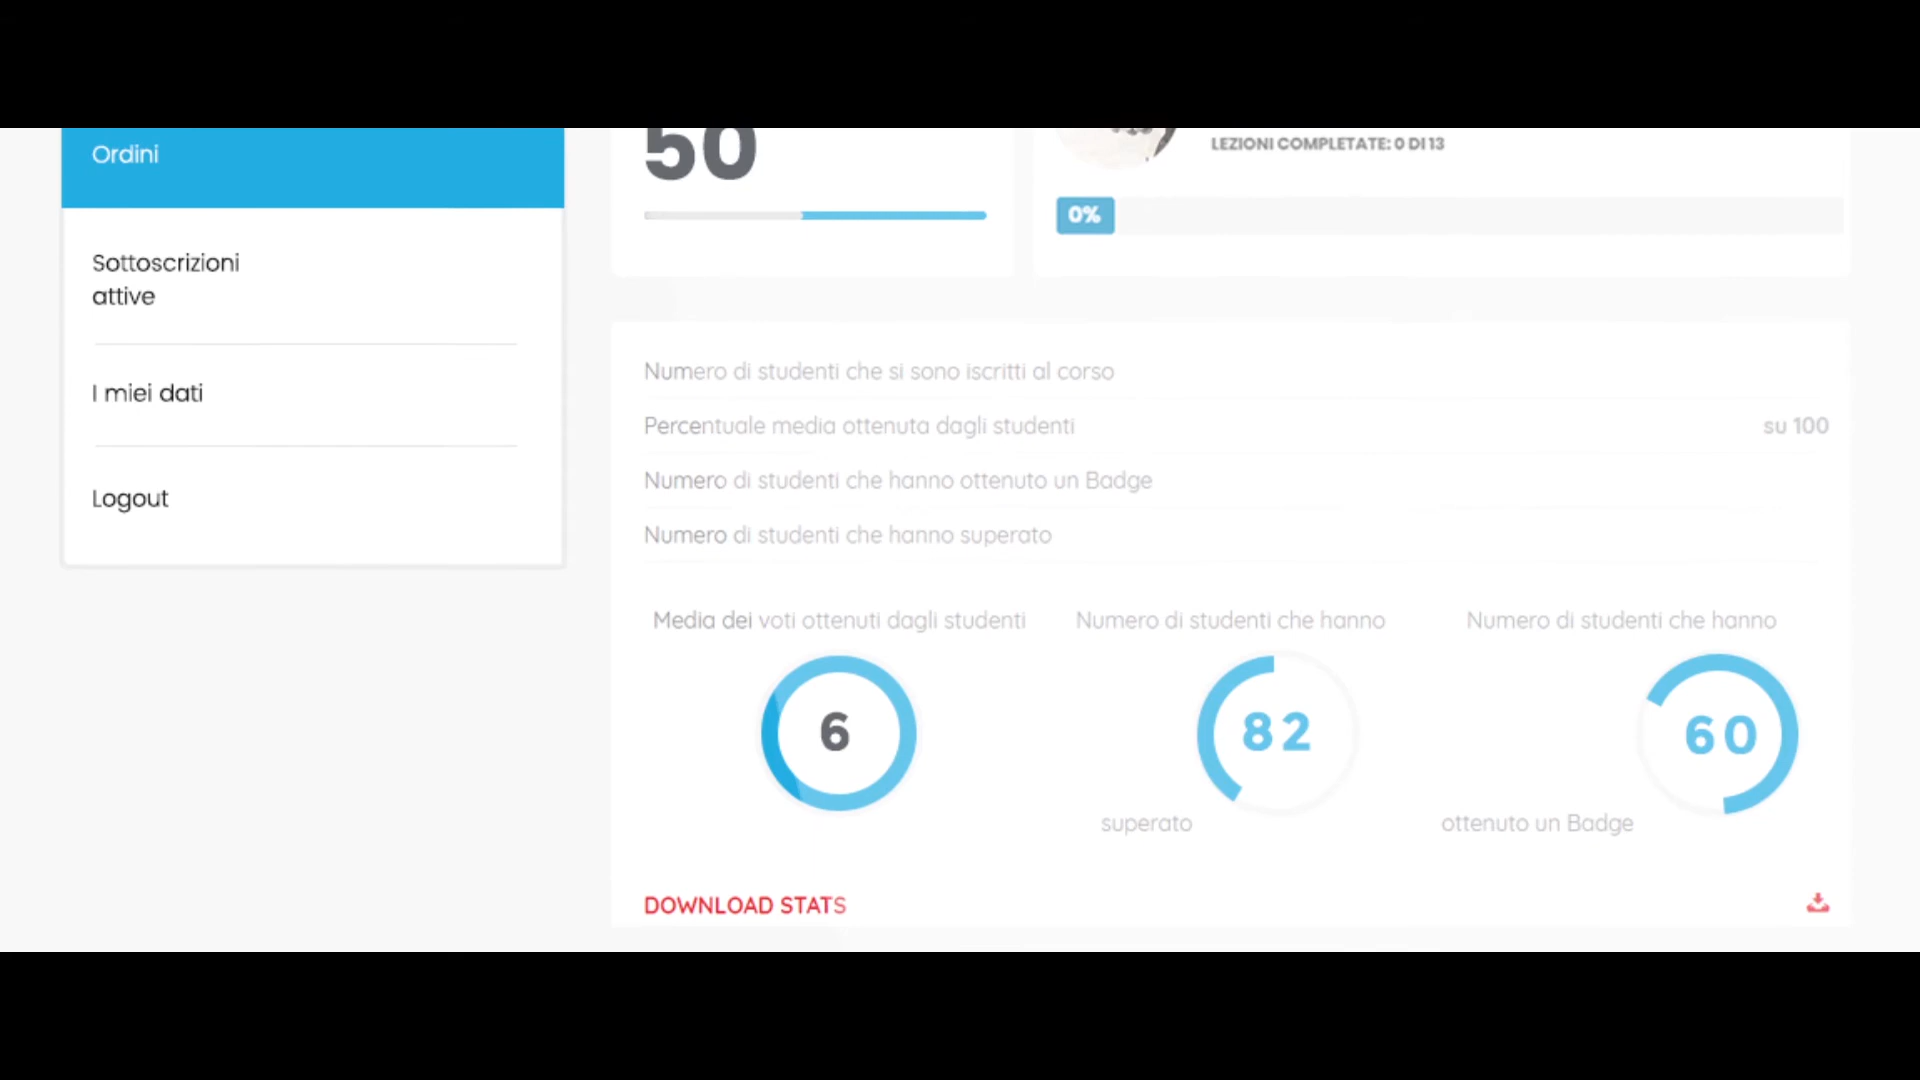 Ordini
Sottoscrizioni
attive
I miei dati
Logout
50
LEZIONI COMPLETATE: 0 DI 13
0%
Numero di studenti che si sono iscritti al corso
Percentuale media ottenuta dagli studenti
su 100
Numero di studenti che hanno ottenuto un Badge
Numero di studenti che hanno superato
Media dei voti ottenuti dagli studenti
6
Numero di studenti che hanno
82
superato
Numero di studenti che hanno
60
ottenuto un Badge
DOWNLOAD STATS